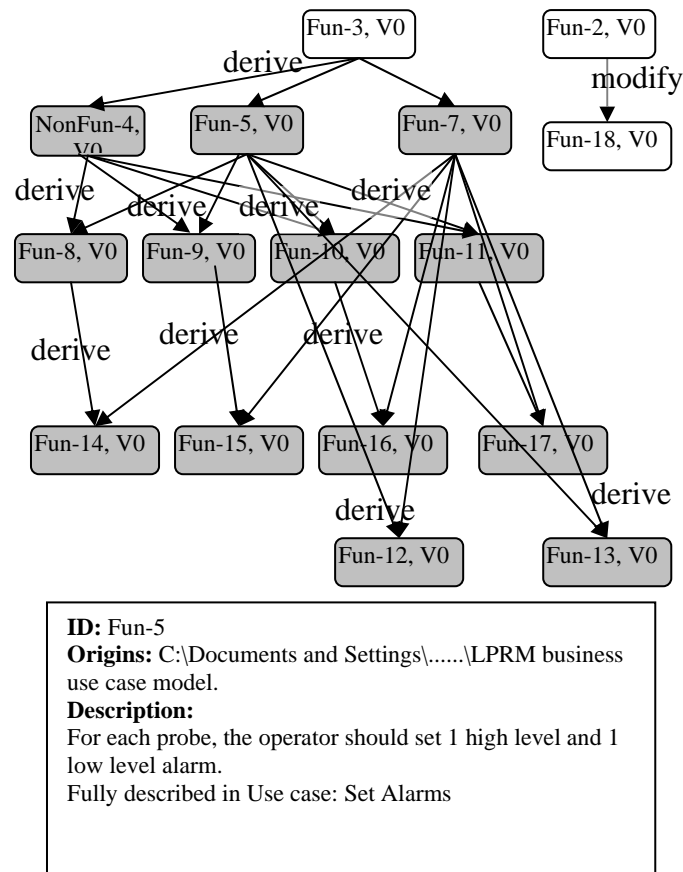 Fun-3, V0
Fun-2, V0
derive
modify
NonFun-4,
V0
Fun-5, V0
Fun-7, V0
Fun-18, V0
derive
derive
derive
derive
Fun-8, V0
Fun-9, V0
Fun-10, V0
Fun-11, V0
derive
derive
Fun-14, V0
Fun-15, V0
Fun-16, V0
Fun-17, V0
derive
derive
Fun-12, V0
Fun-13, V0
ID: Fun-5
Origins: C:\Documents and Settings\......\LPRM business
use case model.
Description:
For each probe, the operator should set 1 high level and 1
low level alarm.
Fully described in Use case: Set Alarms